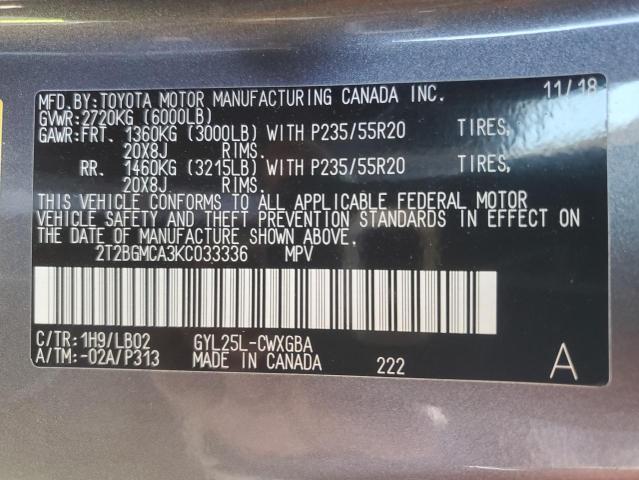 MFD.BY:TOYOTA MOTOR MANUFACTURING CANADA INC. 11/18
GVWR:2720KG (6000LB)
GAWR:FRT. 1360KG (3000LB) WITH P235/55R20 TIRES,
20X8J RIMS.
RR. 1460KG (3215LB) WITH P235/55R20 TIRES,
20X8J RIMS.
THIS VEHICLE CONFORMS TO ALL APPLICABLE FEDERAL MOTOR
VEHICLE SAFETY AND THEFT PREVENTION STANDARDS IN EFFECT ON
THE DATE OF MANUFACTURE SHOWN ABOVE.
2T2BGMCA3KC033336 MPV
C/TR:1H9/LB02 GYL25L-CWXGBA
A/TM:-02A/P313 MADE IN CANADA 222 A